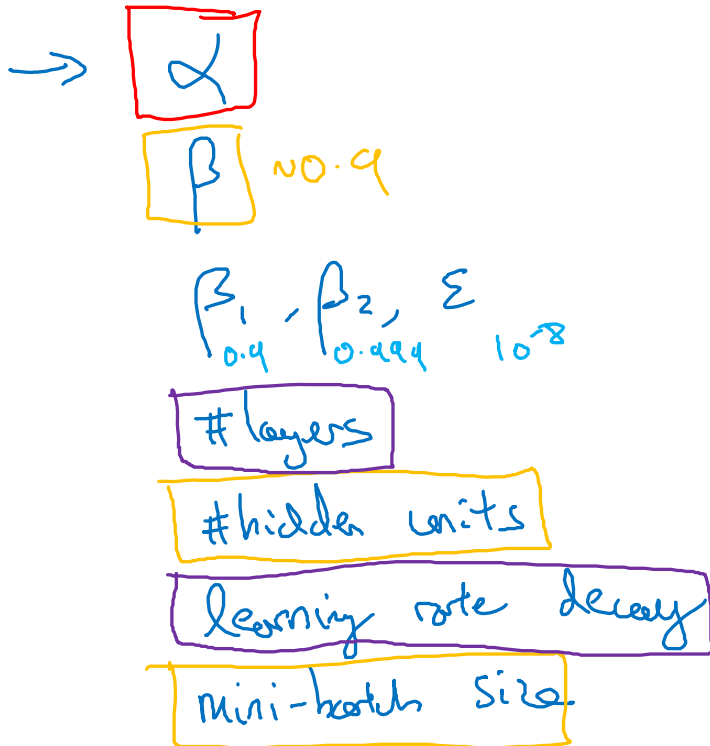 → α
β ~0.9
β₁, β₂, ε
0.9 0.999 10⁻⁸
#layers
#hidden units
learning rate decay
mini-batch size